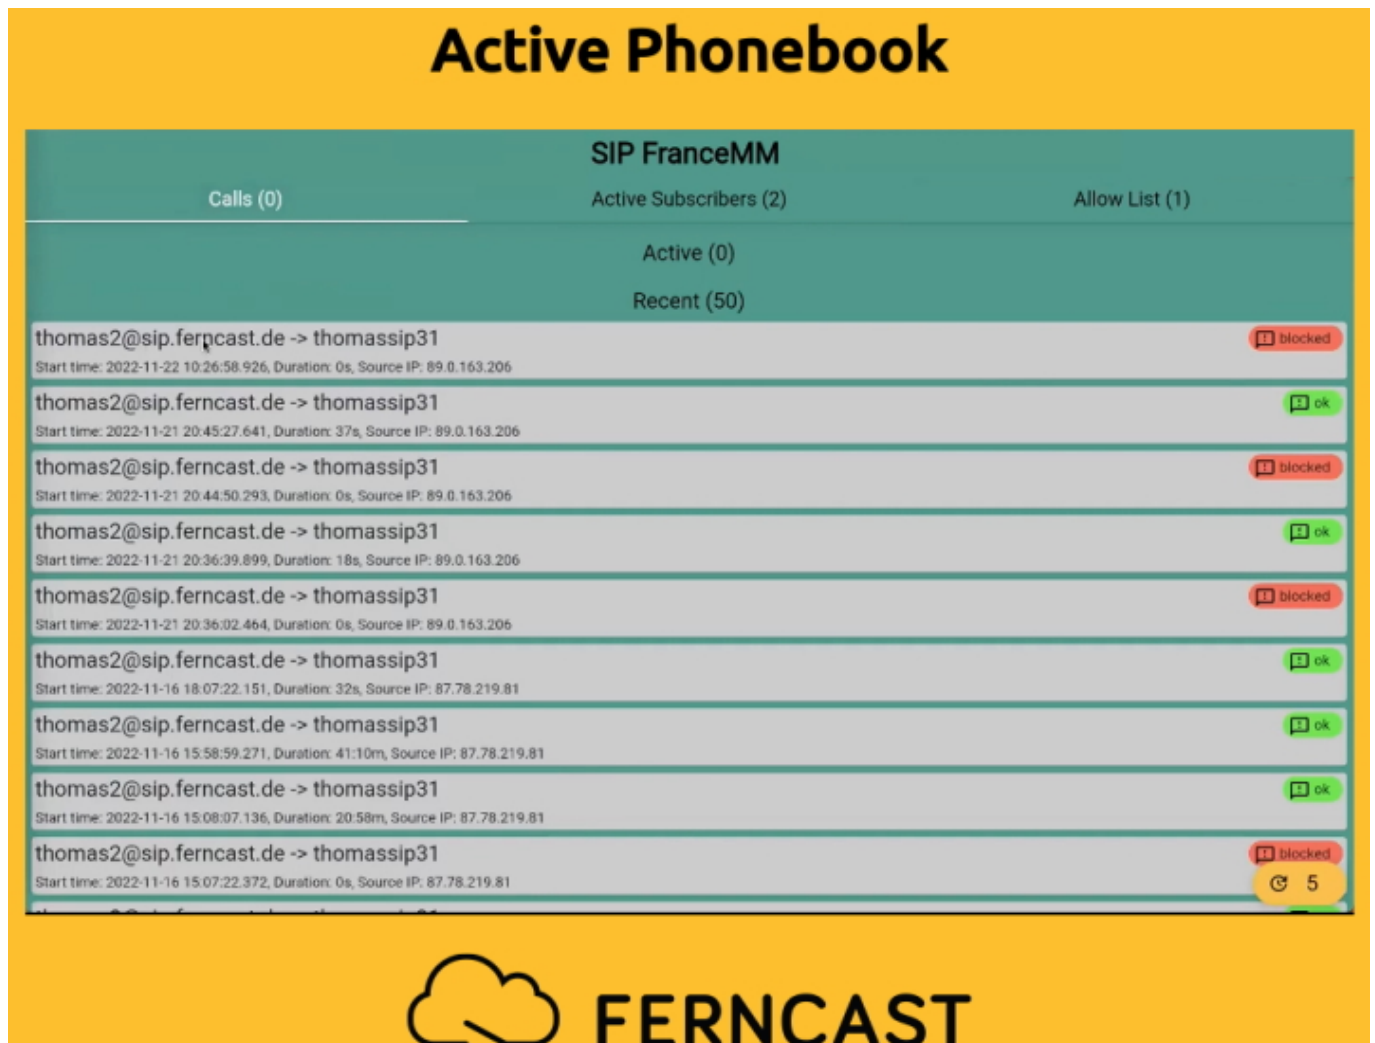 Active Phonebook
SIP FranceMM
Calls (0) Active Subscribers (2) Allow List (1)
Active (0)
Recent (50)
thomas2@sip.ferncast.de -> thomassip31 blocked
Start time: 2022-11-22 10:26:58.926, Duration: 0s, Source IP: 89.0.163.206
thomas2@sip.ferncast.de -> thomassip31 ok
Start time: 2022-11-21 20:45:27.641, Duration: 37s, Source IP: 89.0.163.206
thomas2@sip.ferncast.de -> thomassip31 blocked
Start time: 2022-11-21 20:44:50.293, Duration: 0s, Source IP: 89.0.163.206
thomas2@sip.ferncast.de -> thomassip31 ok
Start time: 2022-11-21 20:36:39.899, Duration: 18s, Source IP: 89.0.163.206
thomas2@sip.ferncast.de -> thomassip31 blocked
Start time: 2022-11-21 20:36:02.464, Duration: 0s, Source IP: 89.0.163.206
thomas2@sip.ferncast.de -> thomassip31 ok
Start time: 2022-11-16 18:07:22.151, Duration: 32s, Source IP: 87.78.219.81
thomas2@sip.ferncast.de -> thomassip31 ok
Start time: 2022-11-16 15:58:59.271, Duration: 41:10m, Source IP: 87.78.219.81
thomas2@sip.ferncast.de -> thomassip31 ok
Start time: 2022-11-16 15:08:07.136, Duration: 20:58m, Source IP: 87.78.219.81
thomas2@sip.ferncast.de -> thomassip31 blocked
Start time: 2022-11-16 15:07:22.372, Duration: 0s, Source IP: 87.78.219.81
5
FERNCAST